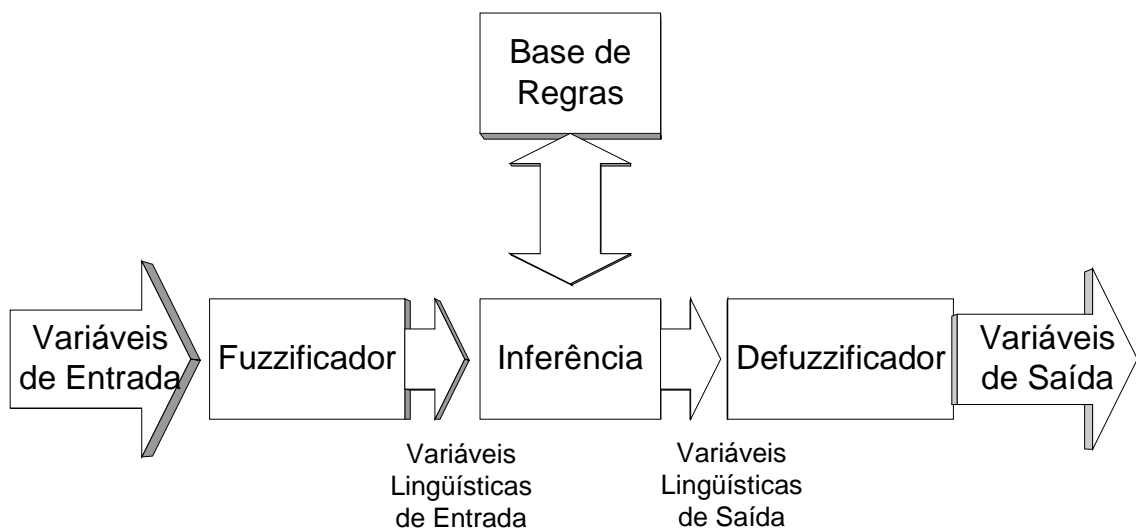 Base de
Regras
Variáveis
de Entrada
Fuzzificador
Inferência
Defuzzificador
Variáveis
de Saída
Variáveis
Lingüísticas
de Entrada
Variáveis
Lingüísticas
de Saída